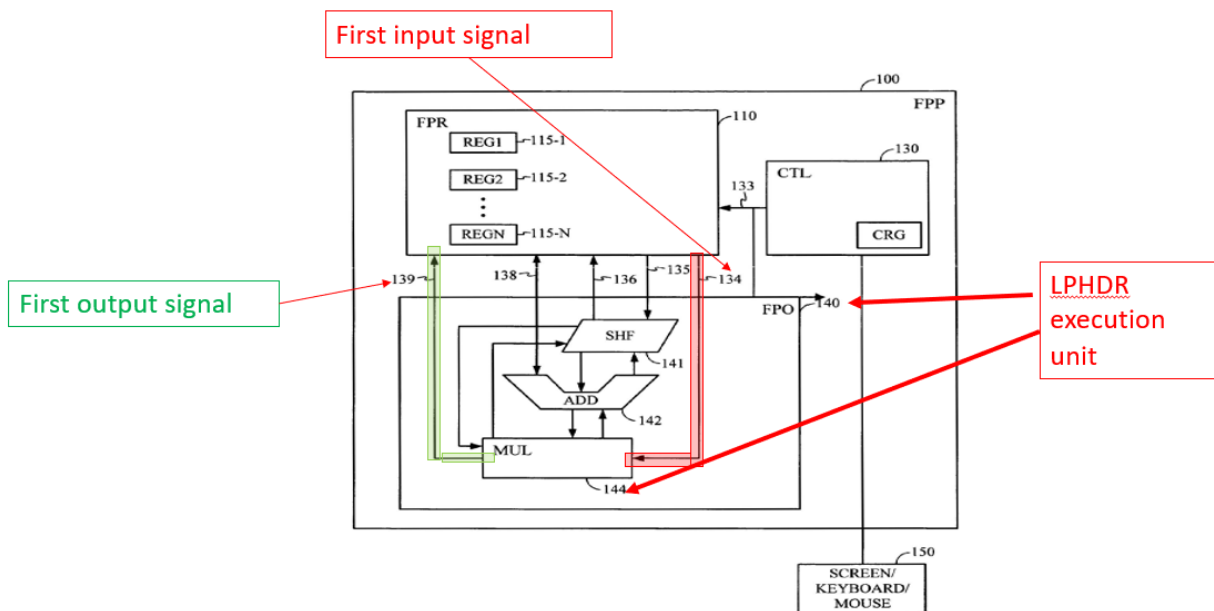 First input signal
100
FPP
110
FPR
REG1
115-1
130
CTL
REG2
115-2
133
REGN
115-N
CRG
139
138
136
135
134
First output signal
LPHDR
execution
unit
140
FPO
SHF
141
ADD
142
MUL
144
150
SCREEN/
KEYBOARD/
MOUSE